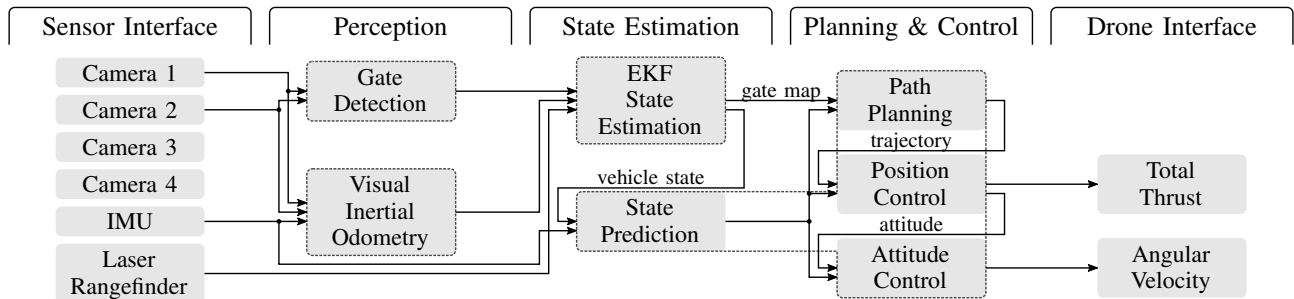 Sensor Interface
Perception
State Estimation
Planning & Control
Drone Interface
Camera 1
Camera 2
Camera 3
Camera 4
IMU
Laser
Rangefinder
Gate
Detection
Visual
Inertial
Odometry
EKF
State
Estimation
gate map
vehicle state
State
Prediction
Path
Planning
trajectory
Position
Control
attitude
Attitude
Control
Total
Thrust
Angular
Velocity